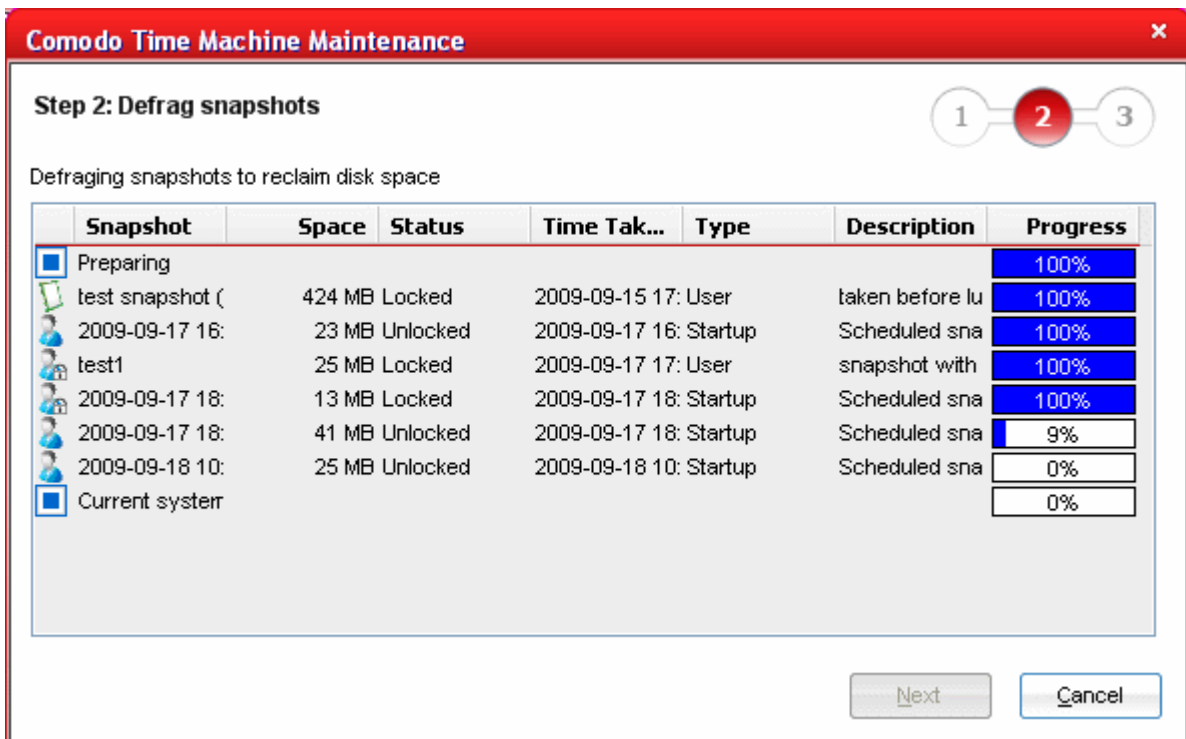 Comodo Time Machine Maintenance
Step 2: Defrag snapshots
1 2 3
Defraging snapshots to reclaim disk space
Snapshot Space Status Time Tak... Type Description Progress
Preparing 100%
test snapshot ( 424 MB Locked 2009-09-15 17: User taken before lu 100%
2009-09-17 16: 23 MB Unlocked 2009-09-17 16: Startup Scheduled sna 100%
test1 25 MB Locked 2009-09-17 17: User snapshot with 100%
2009-09-17 18: 13 MB Locked 2009-09-17 18: Startup Scheduled sna 100%
2009-09-17 18: 41 MB Unlocked 2009-09-17 18: Startup Scheduled sna 9%
2009-09-18 10: 25 MB Unlocked 2009-09-18 10: Startup Scheduled sna 0%
Current system 0%
Next Cancel